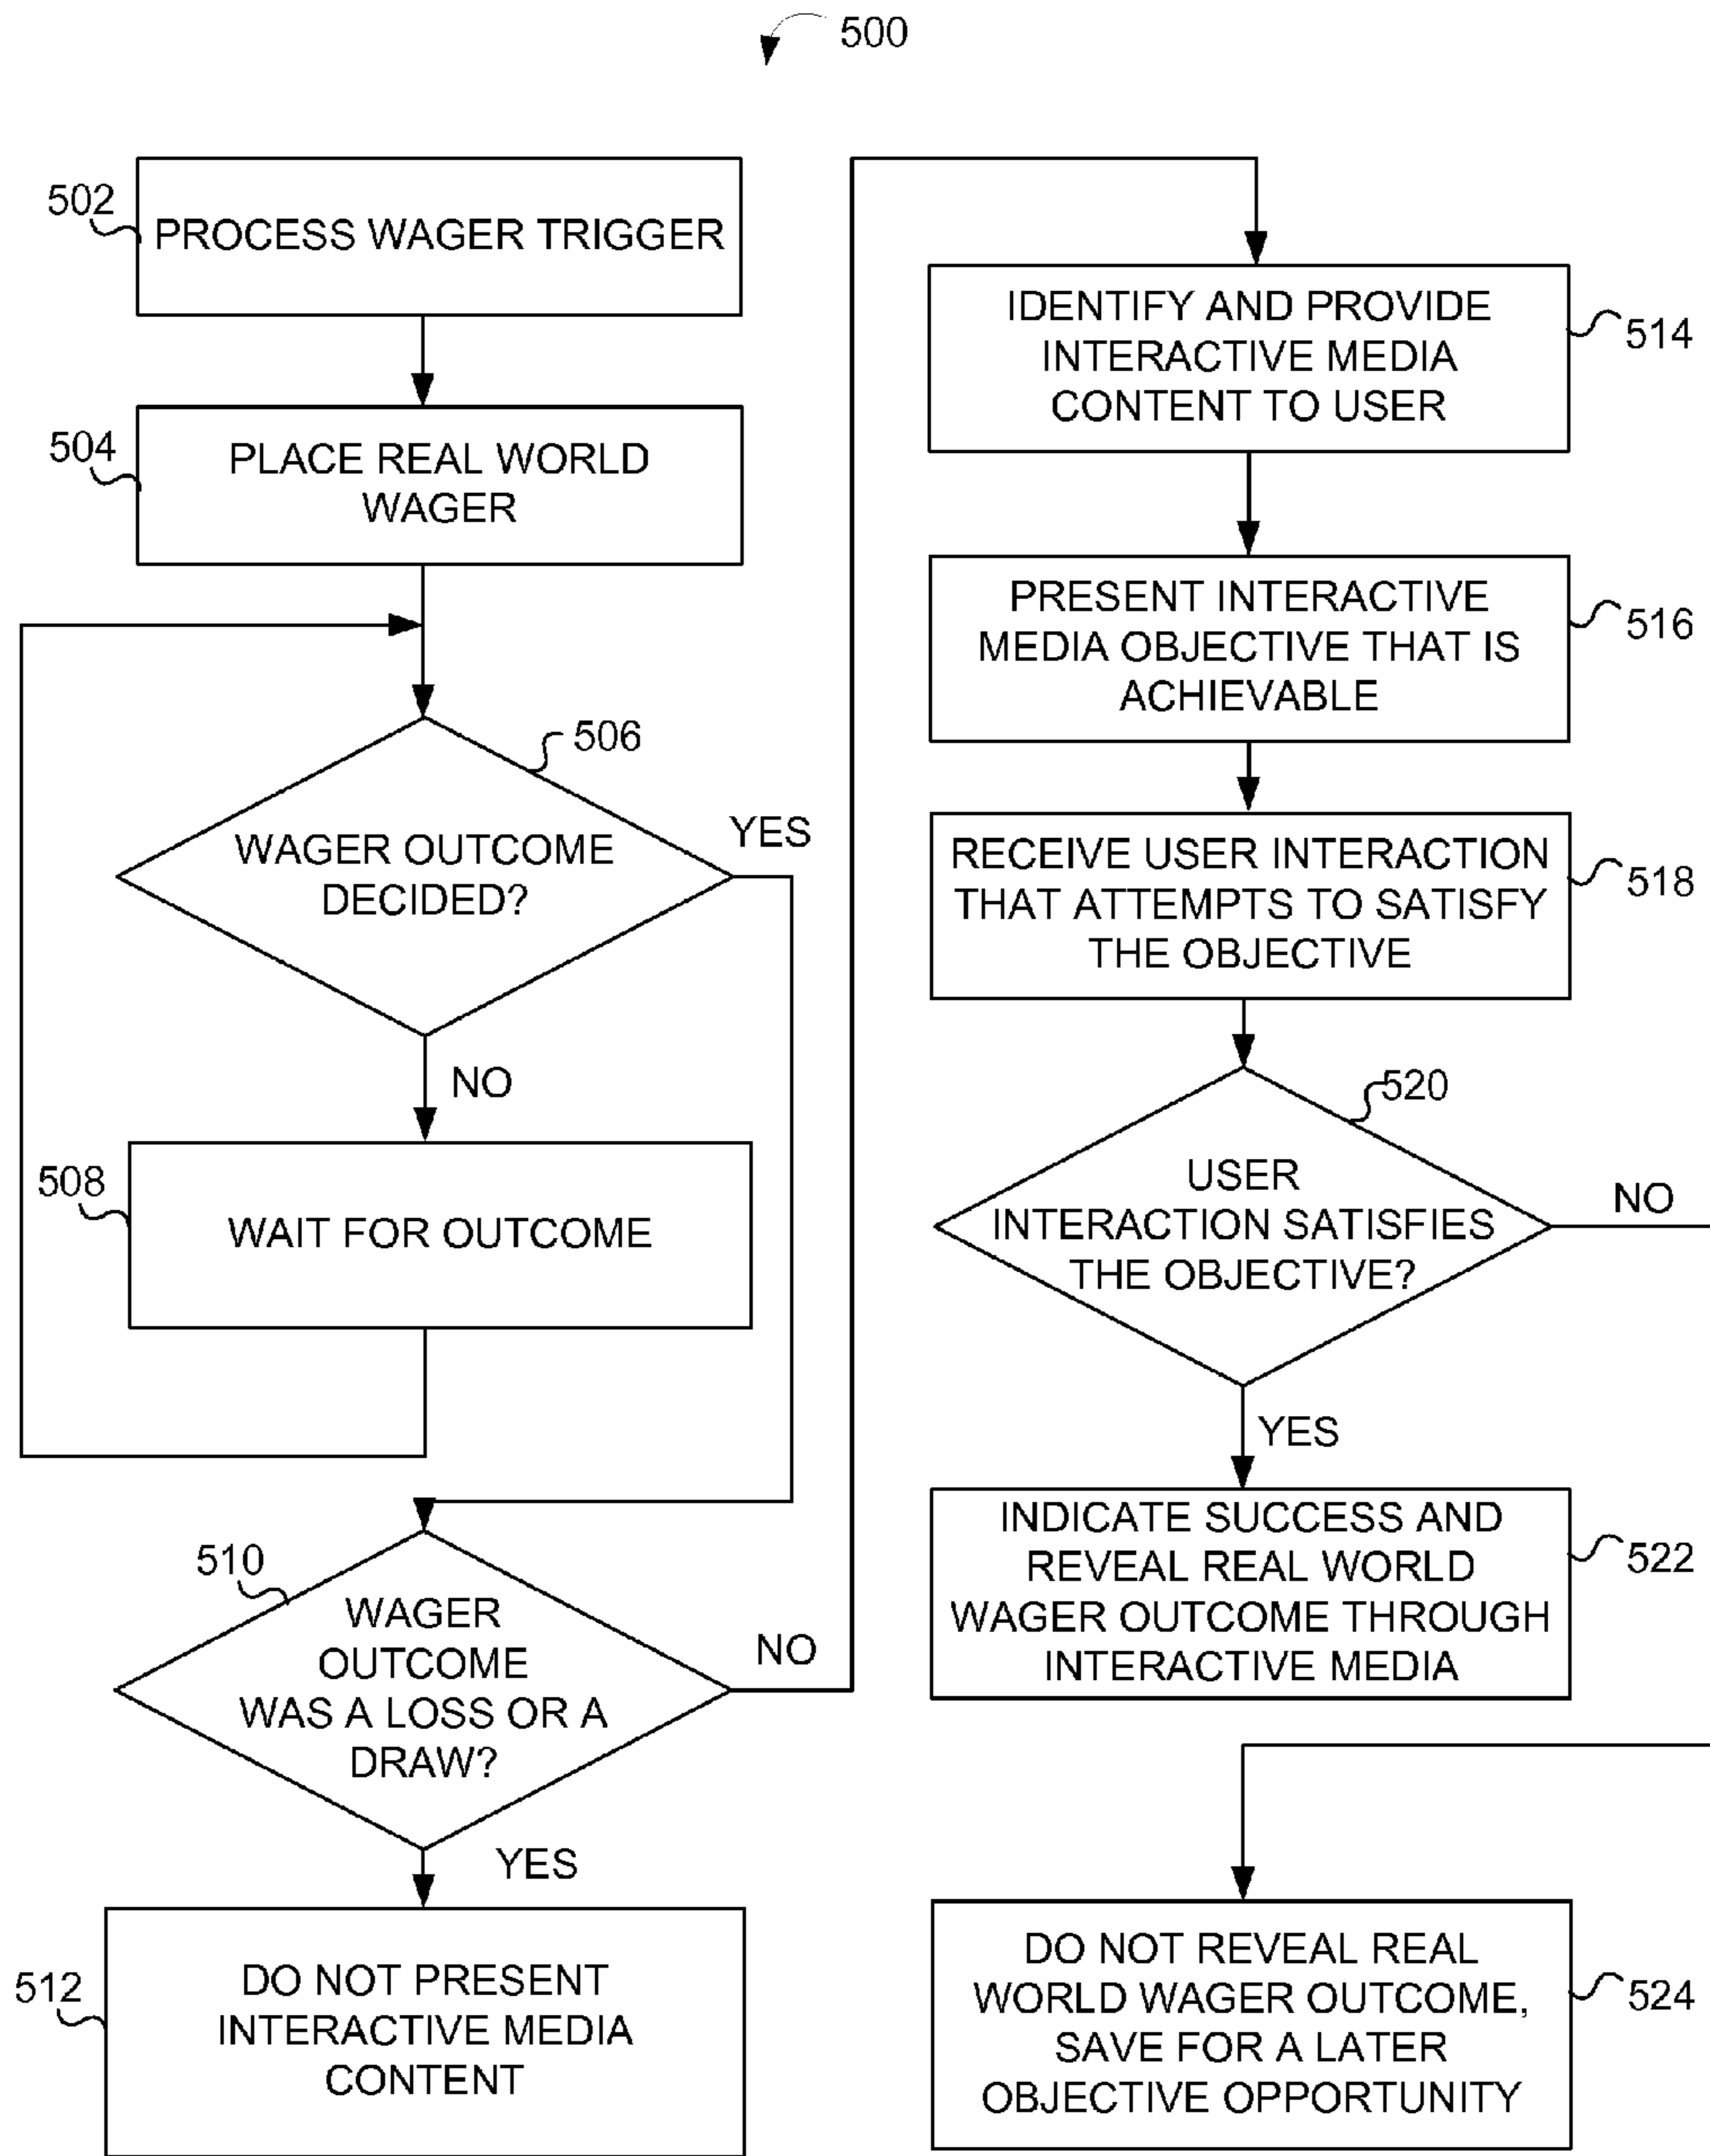 500
502
PROCESS WAGER TRIGGER
504
PLACE REAL WORLD
WAGER
506
WAGER OUTCOME
DECIDED?
YES
NO
508
WAIT FOR OUTCOME
510
WAGER
OUTCOME
WAS A LOSS OR A
DRAW?
NO
YES
512
DO NOT PRESENT
INTERACTIVE MEDIA
CONTENT
IDENTIFY AND PROVIDE
INTERACTIVE MEDIA
CONTENT TO USER
514
PRESENT INTERACTIVE
MEDIA OBJECTIVE THAT IS
ACHIEVABLE
516
RECEIVE USER INTERACTION
THAT ATTEMPTS TO SATISFY
THE OBJECTIVE
518
520
USER
INTERACTION SATISFIES
THE OBJECTIVE?
NO
YES
INDICATE SUCCESS AND
REVEAL REAL WORLD
WAGER OUTCOME THROUGH
INTERACTIVE MEDIA
522
DO NOT REVEAL REAL
WORLD WAGER OUTCOME,
SAVE FOR A LATER
OBJECTIVE OPPORTUNITY
524